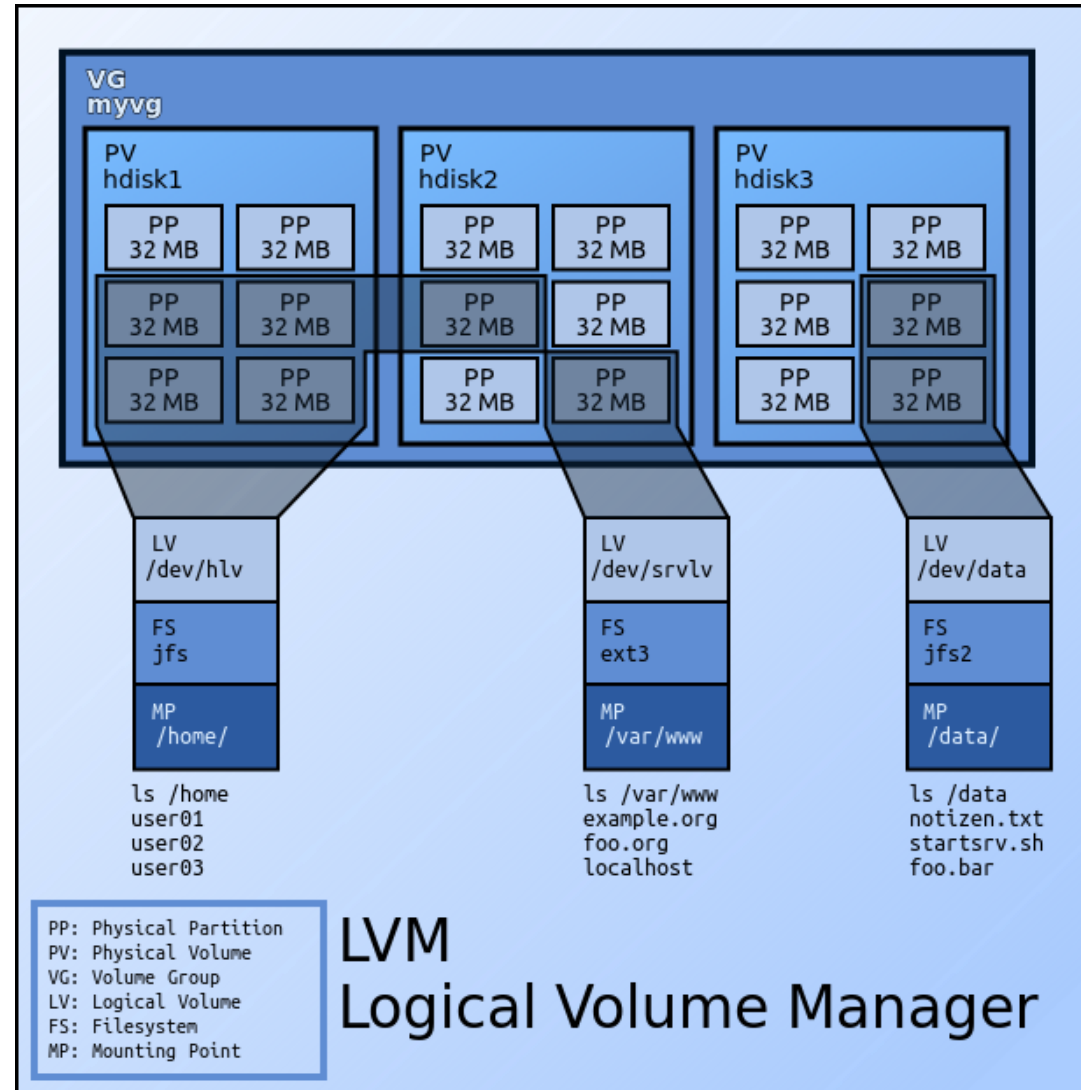 VG
myvg
PV
hdisk1
PP
32 MB
PP
32 MB
PP
32 MB
PP
32 MB
PP
32 MB
PP
32 MB
PV
hdisk2
PP
32 MB
PP
32 MB
PP
32 MB
PP
32 MB
PP
32 MB
PP
32 MB
PV
hdisk3
PP
32 MB
PP
32 MB
PP
32 MB
PP
32 MB
PP
32 MB
PP
32 MB
LV
/dev/hlv
FS
jfs
MP
/home/
ls /home
user01
user02
user03
LV
/dev/srvlv
FS
ext3
MP
/var/www
ls /var/www
example.org
foo.org
localhost
LV
/dev/data
FS
jfs2
MP
/data/
ls /data
notizen.txt
startsrv.sh
foo.bar
PP: Physical Partition
PV: Physical Volume
VG: Volume Group
LV: Logical Volume
FS: Filesystem
MP: Mounting Point
LVM
Logical Volume Manager